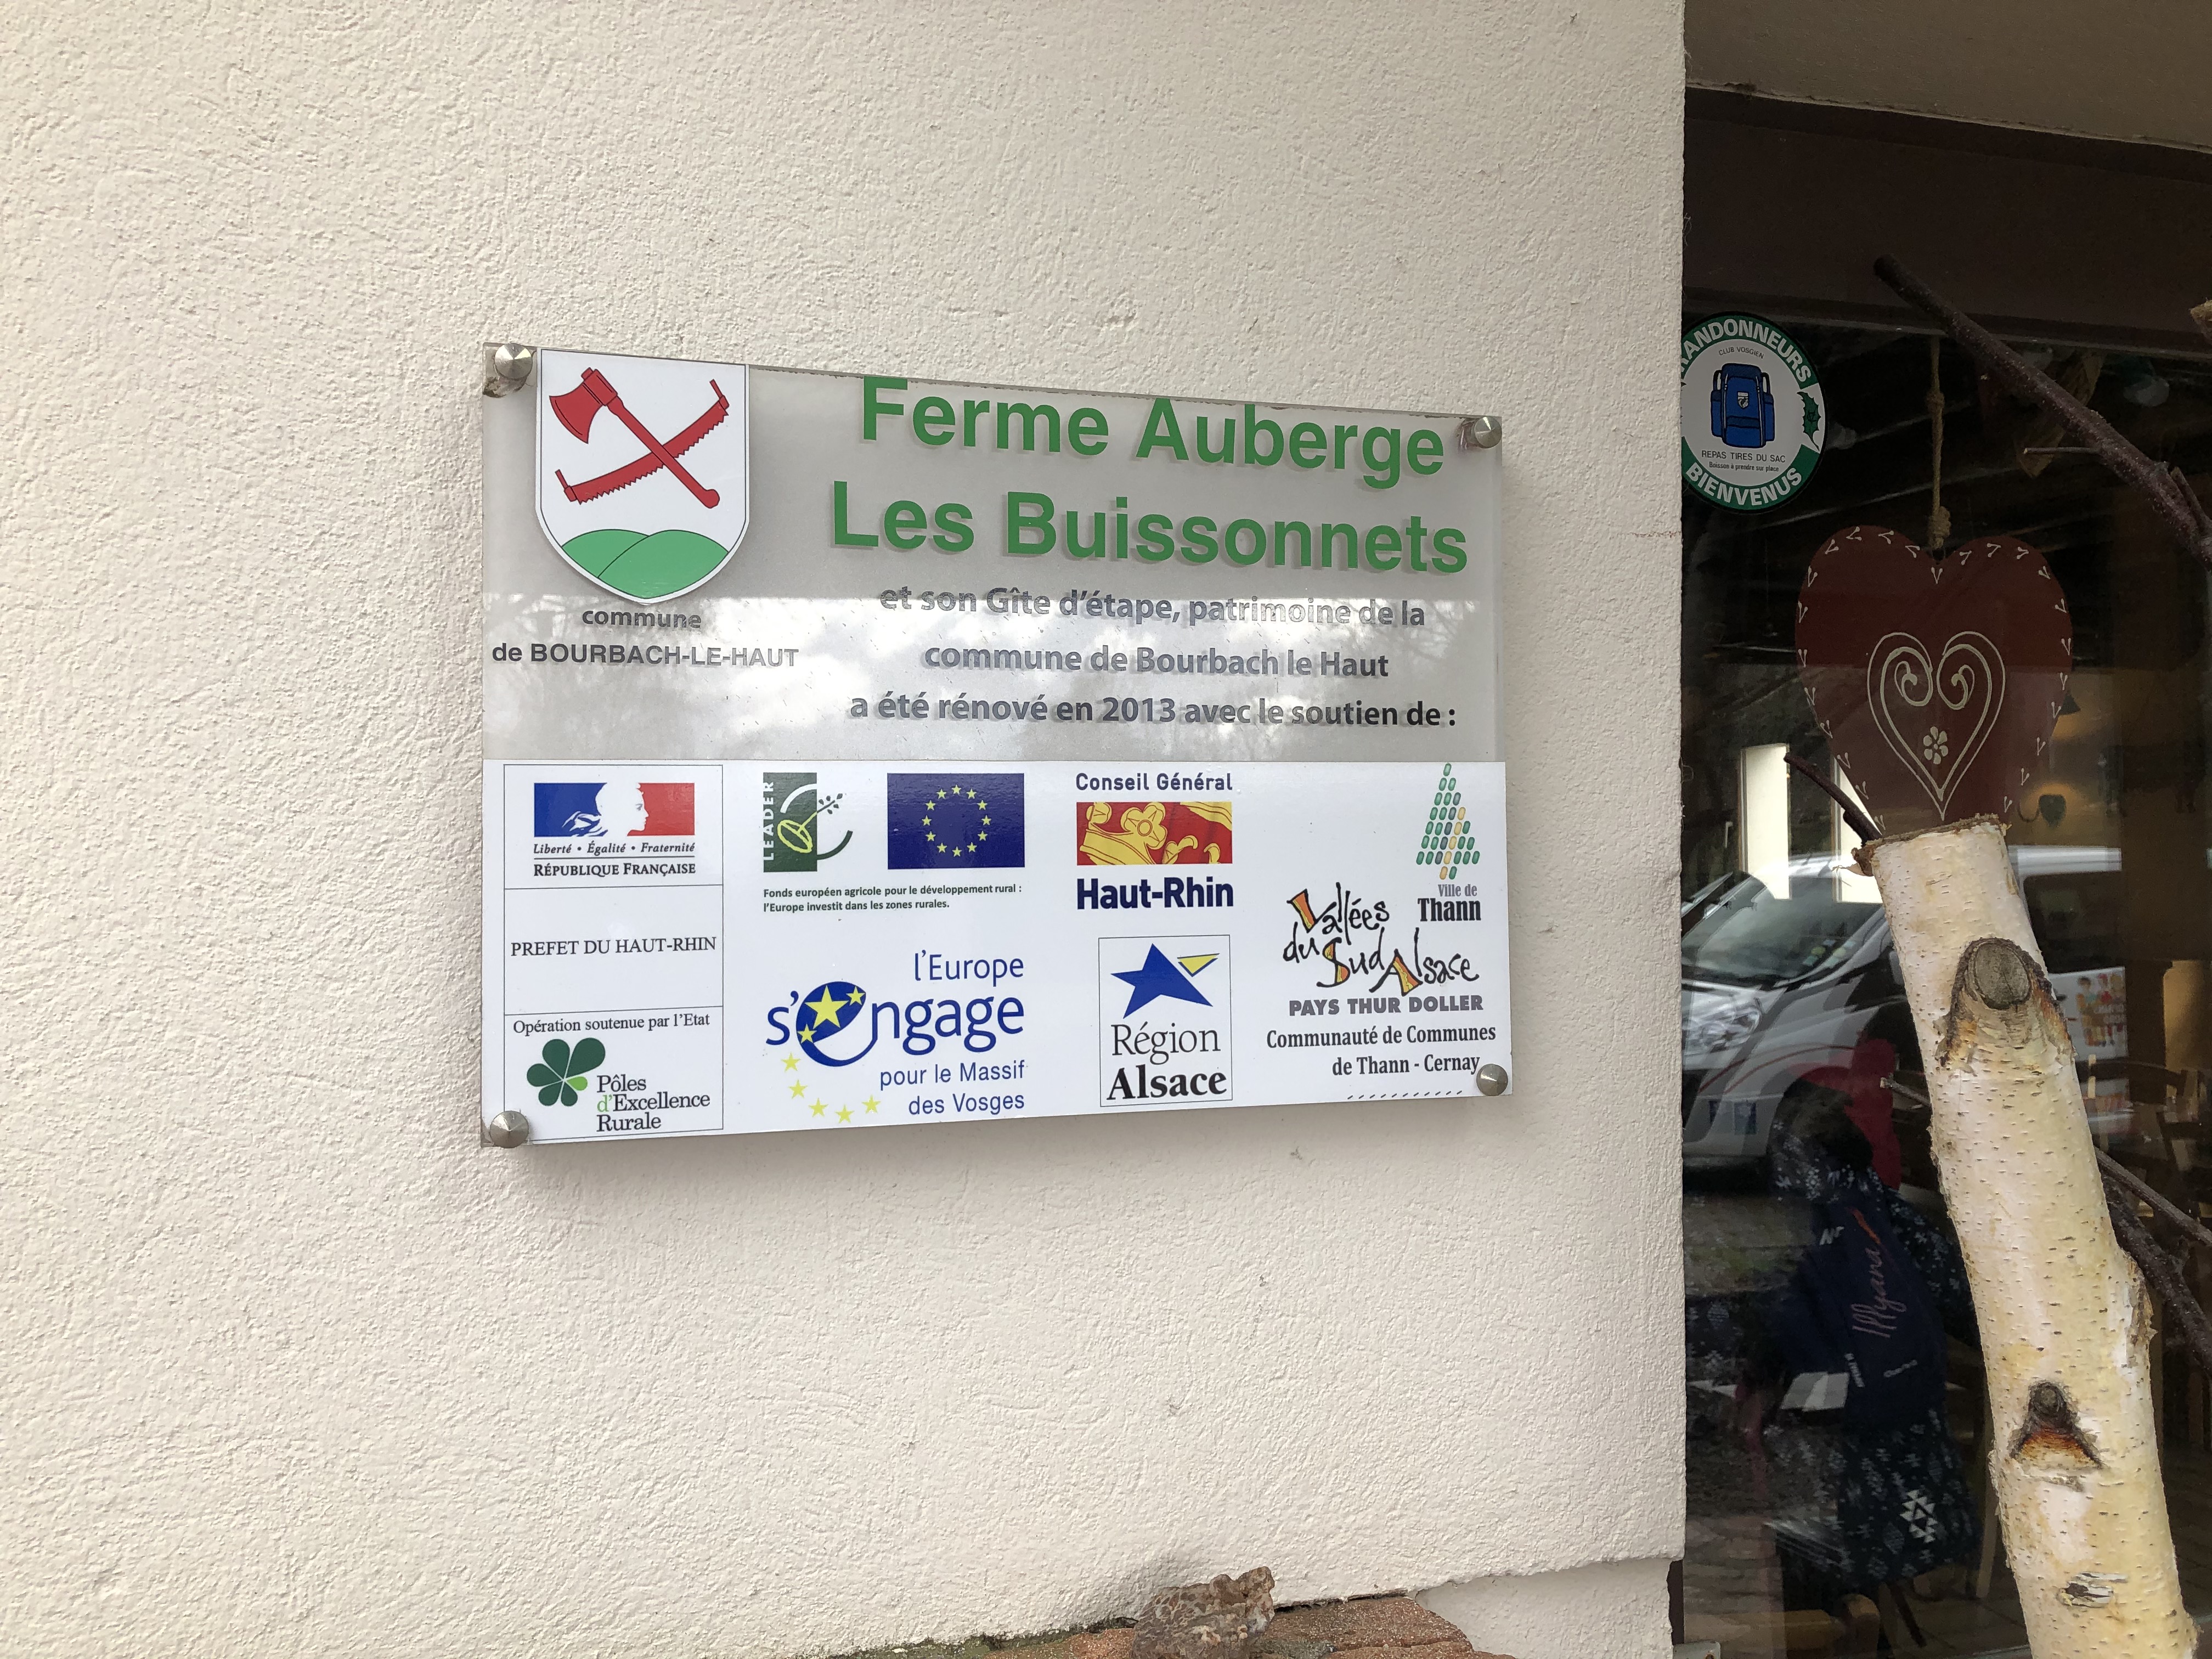 Ferme Auberge
Les Buissonnets
et son Gîte d'étape, patrimoine de la
commune de Bourbach le Haut
a été rénové en 2013 avec le soutien de :
commune
de BOURBACH-LE-HAUT
Liberté • Égalité • Fraternité
RÉPUBLIQUE FRANÇAISE
PREFET DU HAUT-RHIN
Opération soutenue par l'Etat
Pôles
d'Excellence
Rurale
LEADER
Fonds européen agricole pour le développement rural :
l'Europe investit dans les zones rurales.
l'Europe
s'engage
pour le Massif
des Vosges
Conseil Général
Haut-Rhin
Région
Alsace
Ville de
Thann
Vallées
du Sud Alsace
PAYS THUR DOLLER
Communauté de Communes
de Thann - Cernay
RANDONNEURS
CLUB VOSGIEN
REPAS TIRES DU SAC
Boisson à prendre sur place
BIENVENUS